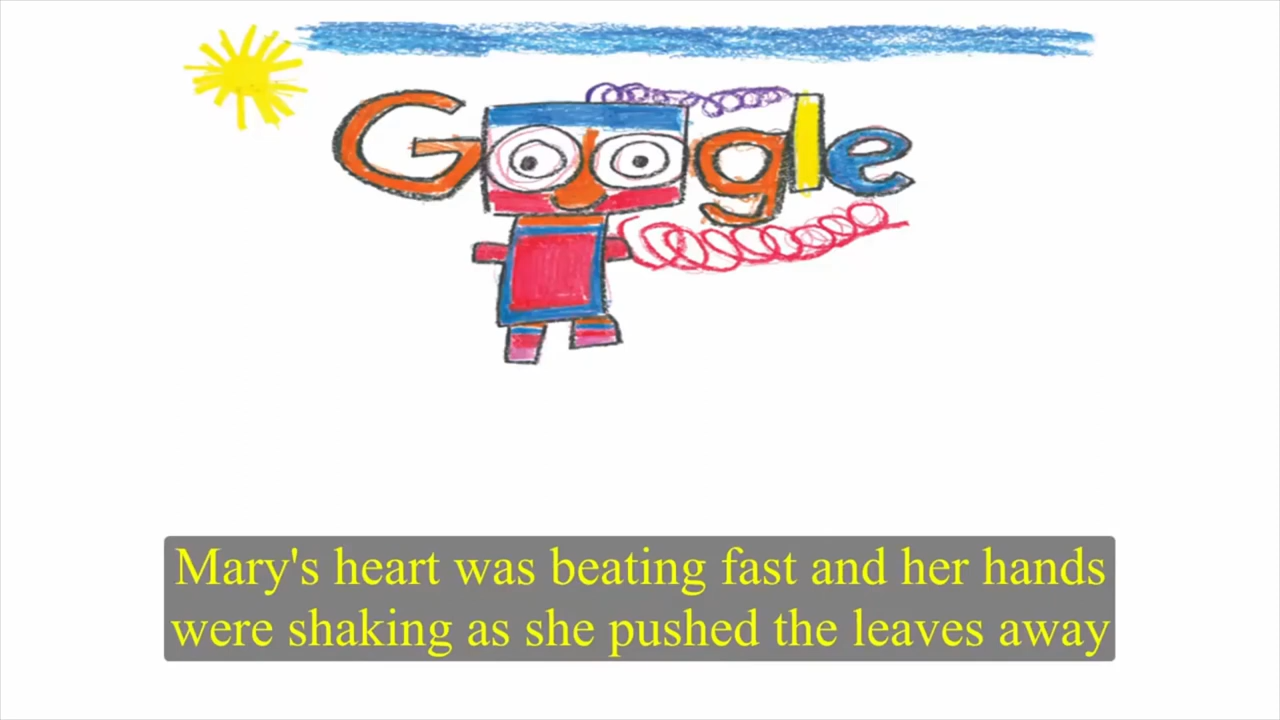 Google
Mary's heart was beating fast and her hands
were shaking as she pushed the leaves away